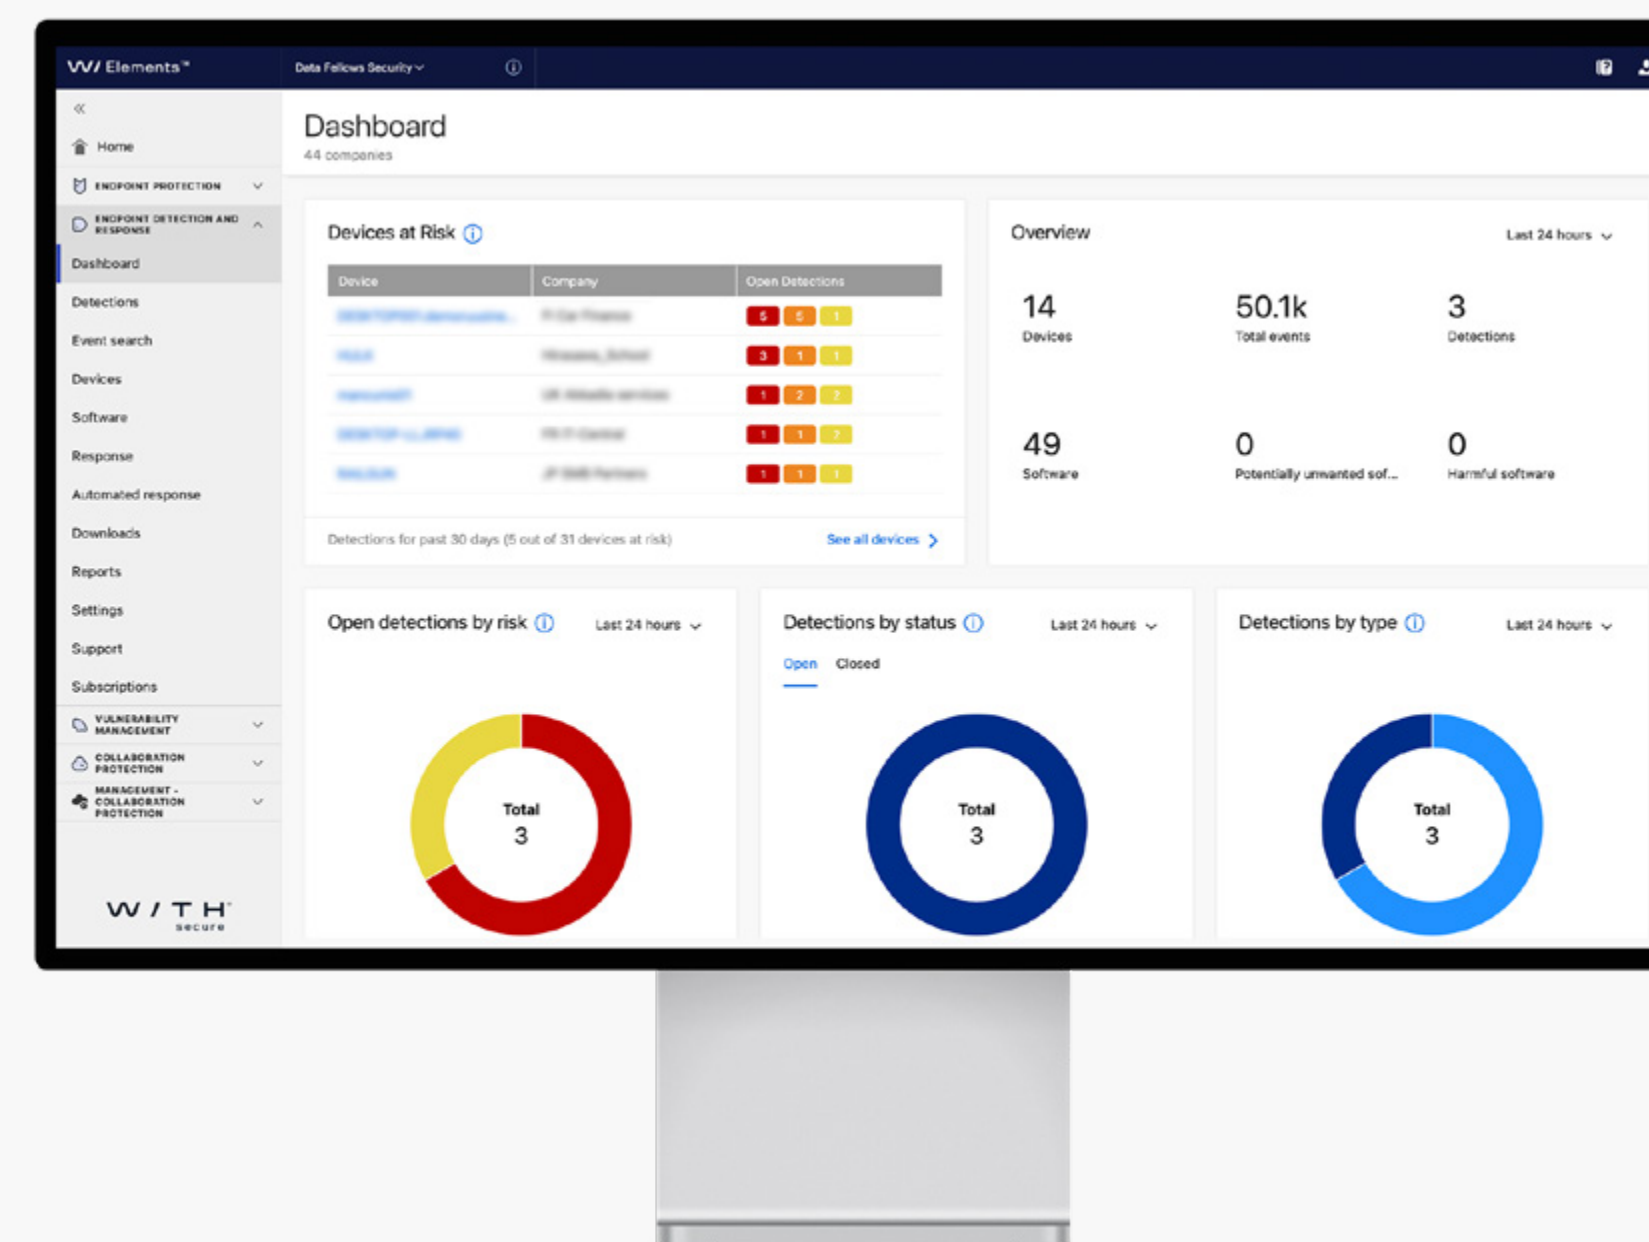 W/ Elements™
Data Fellows Security
Home
ENDPOINT PROTECTION
ENDPOINT DETECTION AND
RESPONSE
Dashboard
Detections
Event search
Devices
Software
Response
Automated response
Downloads
Reports
Settings
Support
Subscriptions
VULNERABILITY
MANAGEMENT
COLLABORATION
PROTECTION
MANAGEMENT -
COLLABORATION
PROTECTION
W / T H
secure
Dashboard
44 companies
Devices at Risk
Device Company Open Detections
5 5 1
3 1 1
1 2 2
1 1 2
1 1 1
Detections for past 30 days (5 out of 31 devices at risk) See all devices
Overview Last 24 hours
14 50.1k 3
Devices Total events Detections
49 0 0
Software Potentially unwanted sof... Harmful software
Open detections by risk Last 24 hours
Total
3
Detections by status Last 24 hours
Open Closed
Total
3
Detections by type Last 24 hours
Total
3